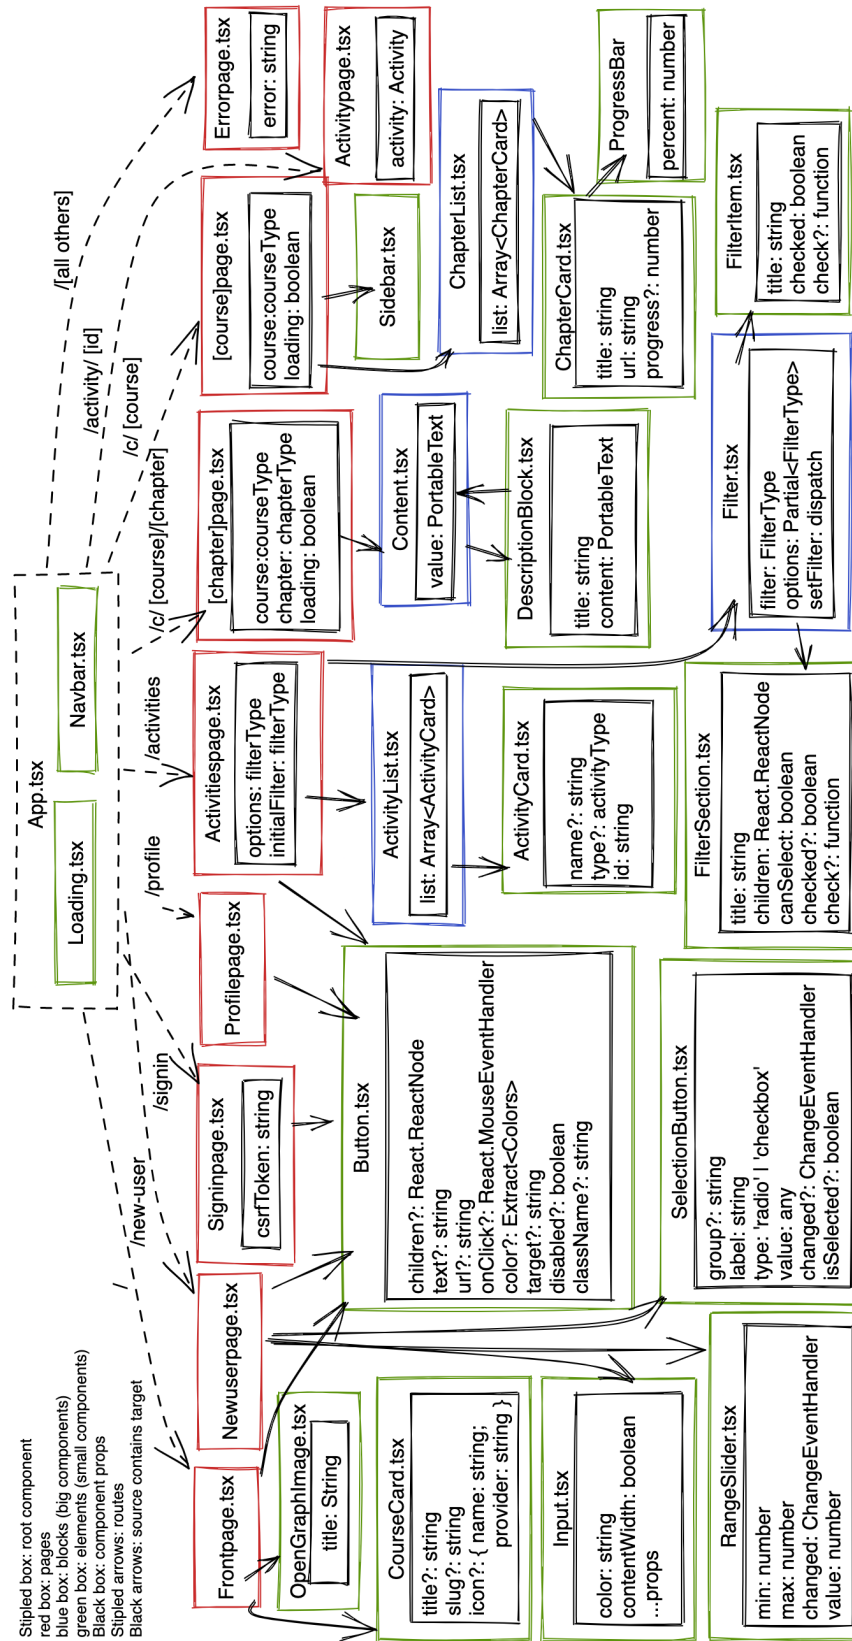 Stipled box: root component
red box: pages
blue box: blocks (big components)
green box: elements (small components)
Black box: component props
Stipled arrows: routes
Black arrows: source contains target
App.tsx
Loading.tsx
Navbar.tsx
/
/new-user
/signin
/profile
/activities
/c/ [course]/[chapter]
/c/ [course]
/activity/ [id]
/[all others]
Frontpage.tsx
Newuserpage.tsx
Signinpage.tsx
csrfToken: string
Profilepage.tsx
Activitiespage.tsx
options: filterType
initialFilter: filterType
[chapter]page.tsx
course:courseType
chapter: chapterType
loading: boolean
[course]page.tsx
course:courseType
loading: boolean
Errorpage.tsx
error: string
Activitypage.tsx
activity: Activity
OpenGraphImage.tsx
title: String
CourseCard.tsx
title?: string
slug?: string
icon?: { name: string;
provider: string }
Input.tsx
color: string
contentWidth: boolean
...props
RangeSlider.tsx
min: number
max: number
changed: ChangeEventHandler
value: number
Button.tsx
children?: React.ReactNode
text?: string
url?: string
onClick?: React.MouseEventHandler
color?: Extract<Colors>
target?: string
disabled?: boolean
className?: string
SelectionButton.tsx
group?: string
label: string
type: 'radio' | 'checkbox'
value: any
changed?: ChangeEventHandler
isSelected?: boolean
ActivityList.tsx
list: Array<ActivityCard>
ActivityCard.tsx
name?: string
type?: activityType
id: string
FilterSection.tsx
title: string
children: React.ReactNode
canSelect: boolean
checked?: boolean
check?: function
Content.tsx
value: PortableText
DescriptionBlock.tsx
title: string
content: PortableText
Filter.tsx
filter: FilterType
options: Partial<FilterType>
setFilter: dispatch
Sidebar.tsx
ChapterList.tsx
list: Array<ChapterCard>
ChapterCard.tsx
title: string
url: string
progress?: number
ProgressBar
percent: number
FilterItem.tsx
title: string
checked: boolean
check?: function